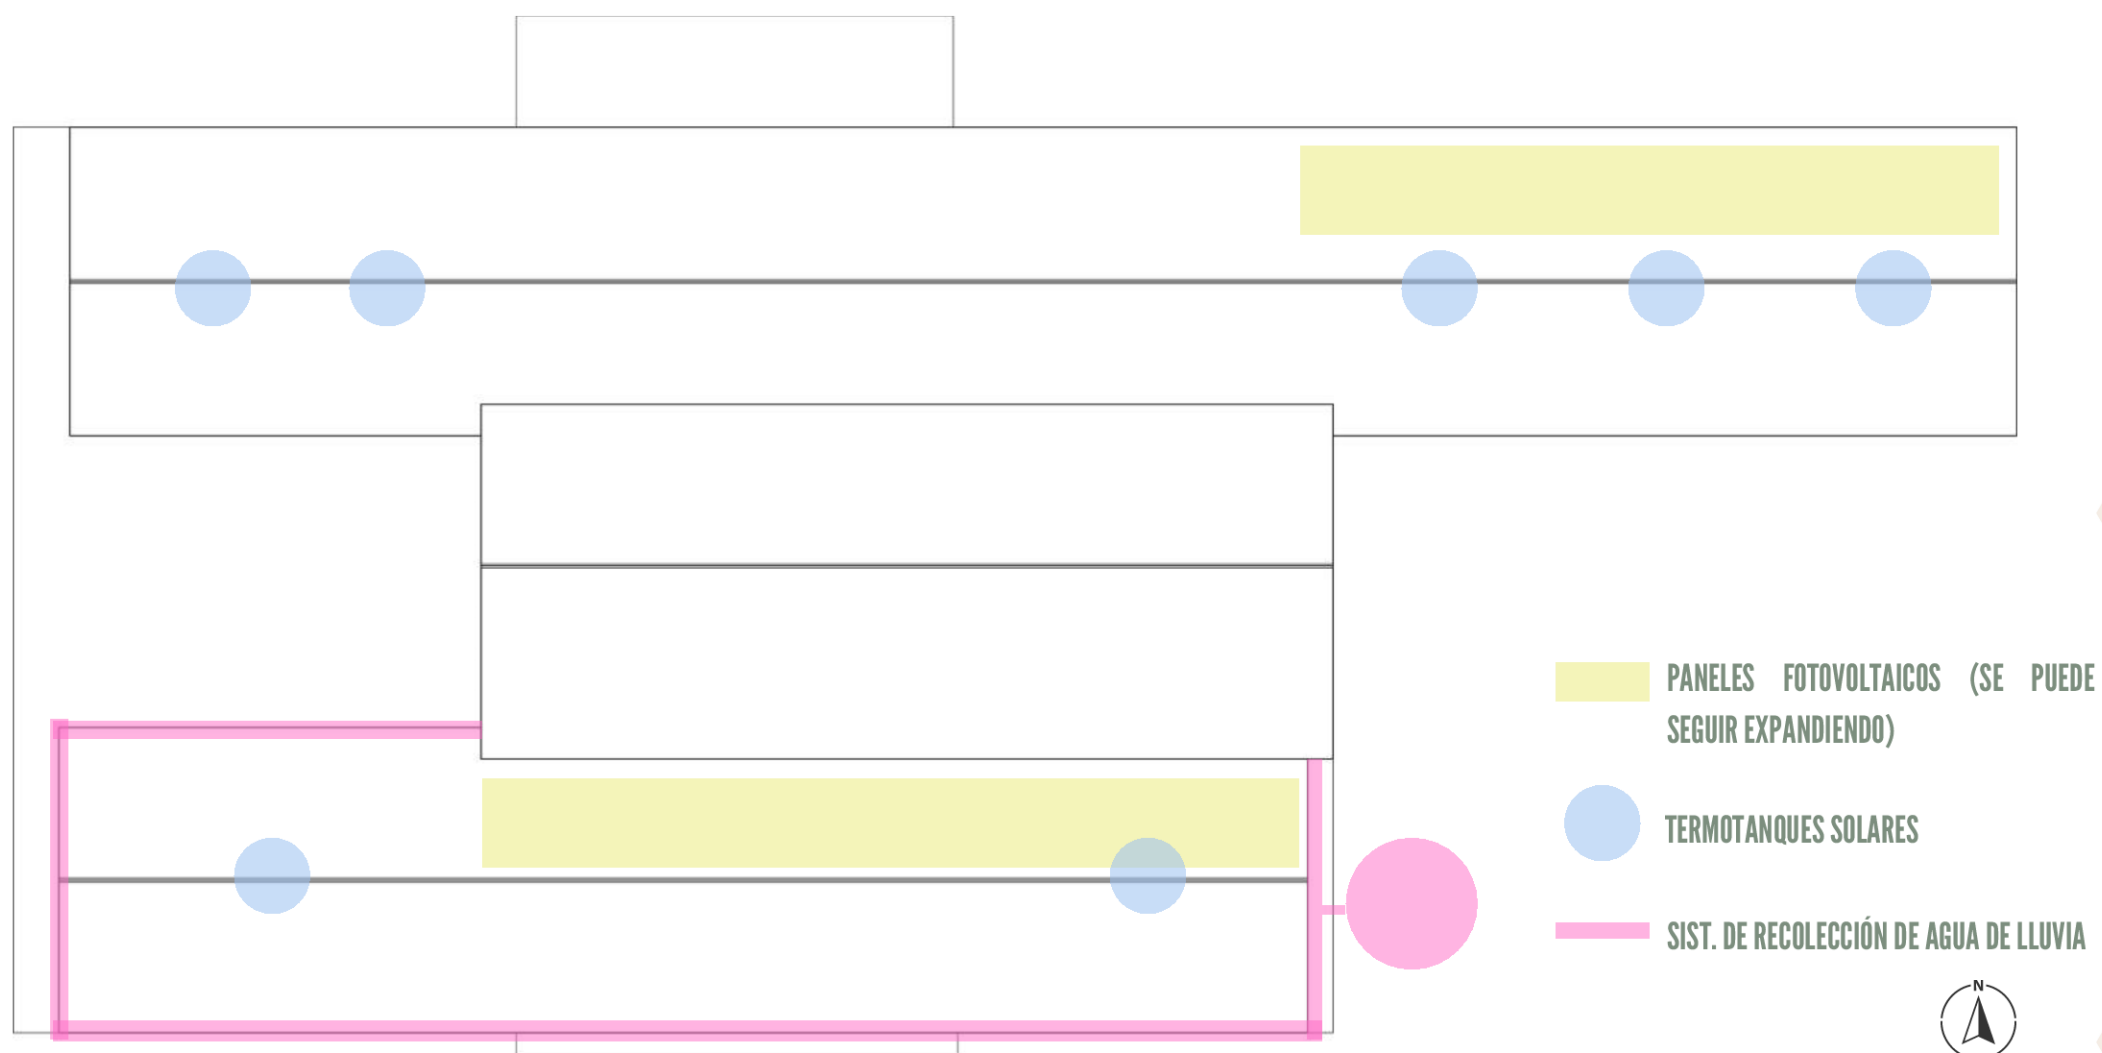 PANELES FOTOVOLTAICOS (SE PUEDE
SEGUIR EXPANDIENDO)
TERMOTANQUES SOLARES
SIST. DE RECOLECCIÓN DE AGUA DE LLUVIA
N